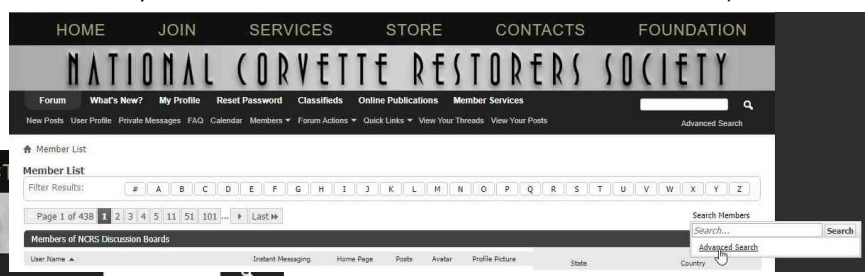 HOME JOIN SERVICES STORE CONTACTS FOUNDATION
NATIONAL CORVETTE RESTORERS SOCIETY
Forum What's New? My Profile Reset Password Classifieds Online Publications Member Services
New Posts User Profile Private Messages FAQ Calendar Members Forum Actions Quick Links View Your Threads View Your Posts Advanced Search
Member List
Member List
Filter Results: # A B C D E F G H I J K L M N O P Q R S T U V W X Y Z
Page 1 of 438 1 2 3 4 5 11 51 101 ... Last Search Members
Search... Search
Members of NCRS Discussion Boards
Advanced Search
User Name Instant Messaging Home Page Posts Avatar Profile Picture State Country